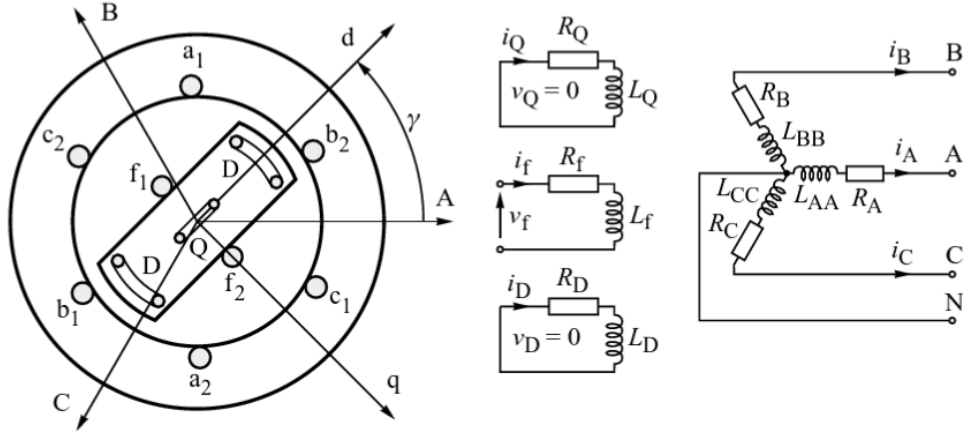 B
d
a1
γ
c2
b2
D
f1
A
Q
D
f2
b1
c1
a2
C
q
iQ
RQ
vQ = 0
LQ
if
Rf
vf
Lf
iD
RD
vD = 0
LD
iB
B
RB
LBB
iA
A
LCC
LAA
RA
RC
iC
C
N